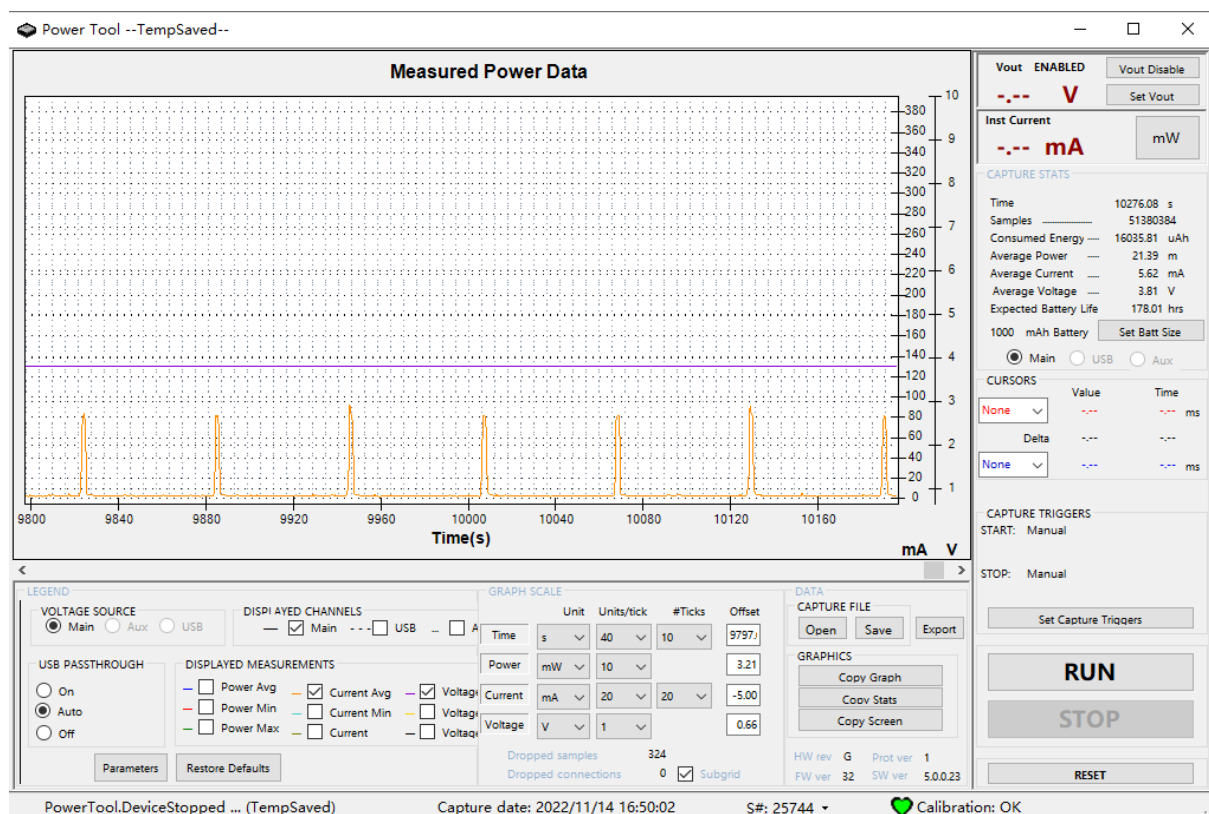 Power Tool --TempSaved--
Measured Power Data
380
360
340
320
300
280
260
240
220
200
180
160
140
120
100
80
60
40
20
0
10
9
8
7
6
5
4
3
2
1
9800 9840 9880 9920 9960 10000 10040 10080 10120 10160
Time(s)
mA V
Vout ENABLED Vout Disable
-.-- V Set Vout
Inst Current
-.-- mA mW
CAPTURE STATS
Time 10276.08 s
Samples 51380384
Consumed Energy 16035.81 uAh
Average Power 21.39 m
Average Current 5.62 mA
Average Voltage 3.81 V
Expected Battery Life 178.01 hrs
1000 mAh Battery Set Batt Size
Main USB Aux
CURSORS
Value Time
None -.-- -.-- ms
Delta -.-- -.--
None -.-- -.-- ms
CAPTURE TRIGGERS
START: Manual
STOP: Manual
Set Capture Triggers
RUN
STOP
RESET
LEGEND
VOLTAGE SOURCE
Main Aux USB
DISPLAYED CHANNELS
Main USB A
USB PASSTHROUGH
On
Auto
Off
DISPLAYED MEASUREMENTS
Power Avg Current Avg Voltage
Power Min Current Min Voltage
Power Max Current Voltage
Parameters Restore Defaults
GRAPH SCALE
Unit Units/tick #Ticks Offset
Time s 40 10 9797.
Power mW 10 3.21
Current mA 20 20 -5.00
Voltage V 1 0.66
Dropped samples 324
Dropped connections 0 Subgrid
DATA
CAPTURE FILE
Open Save Export
GRAPHICS
Copy Graph
Copy Stats
Copy Screen
HW rev G Prot ver 1
FW ver 32 SW ver 5.0.0.23
PowerTool.DeviceStopped ... (TempSaved) Capture date: 2022/11/14 16:50:02 S#: 25744 Calibration: OK